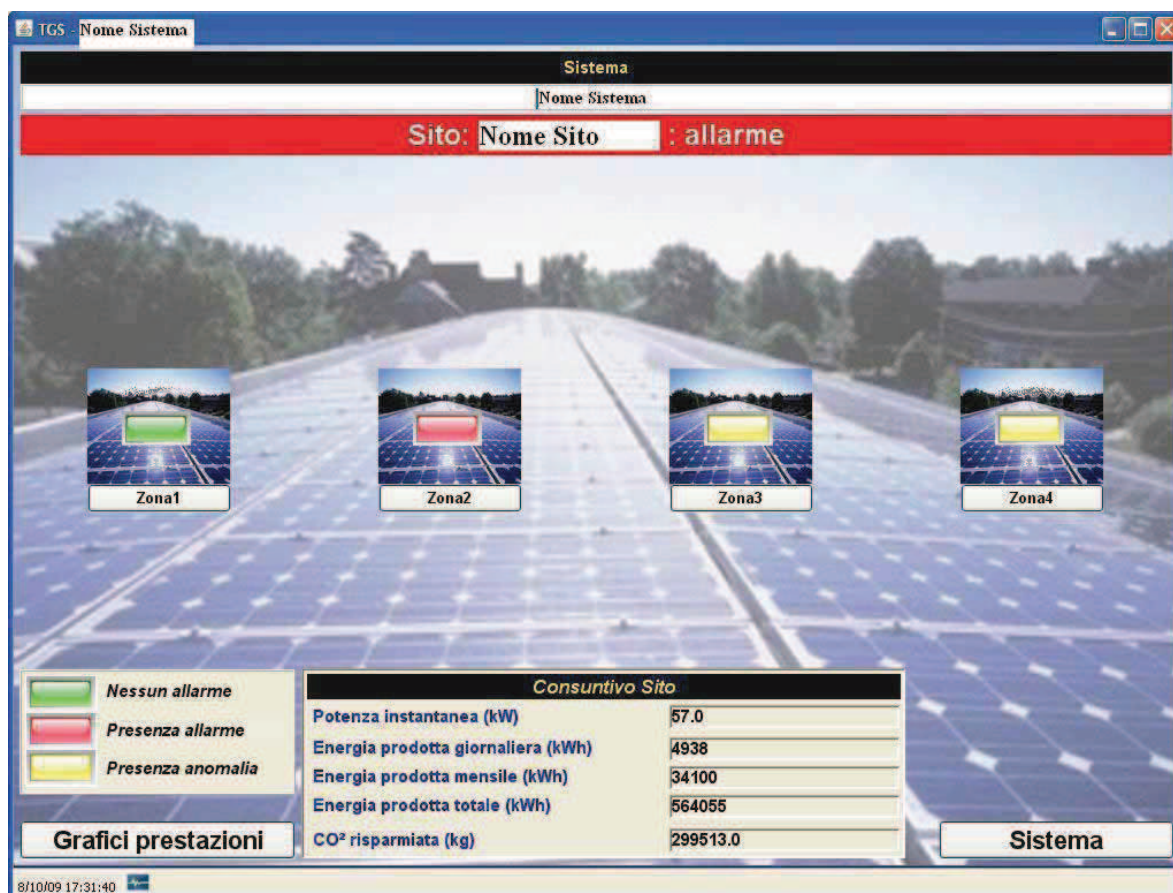 TGS - Nome Sistema
Sistema
Nome Sistema
Sito: Nome Sito : allarme
Zona1
Zona2
Zona3
Zona4
Nessun allarme
Presenza allarme
Presenza anomalia
Consuntivo Sito
Potenza instantanea (kW) 57.0
Energia prodotta giornaliera (kWh) 4938
Energia prodotta mensile (kWh) 34100
Energia prodotta totale (kWh) 564055
CO² risparmiata (kg) 299513.0
Grafici prestazioni
Sistema
8/10/09 17:31:40